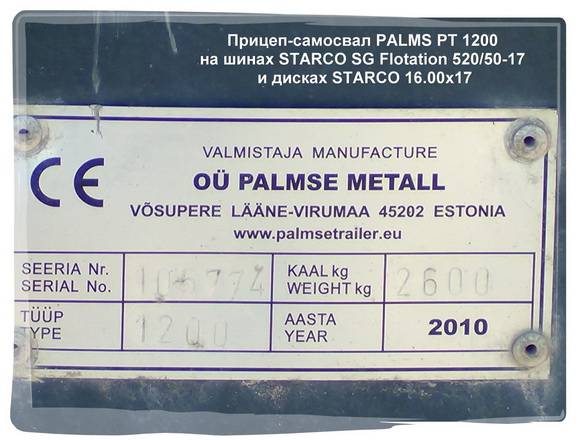 Прицеп-самосвал PALMS PT 1200
на шинах STARCO SG Flotation 520/50-17
и дисках STARCO 16.00x17
CE
VALMISTAJA MANUFACTURE
OÜ PALMSE METALL
VÕSUPERE LÄÄNE-VIRUMAA 45202 ESTONIA
www.palmsetrailer.eu
SEERIA Nr. 
SERIAL No.
KAAL kg
WEIGHT kg
2600
TÜÜP
TYPE
1200
AASTA
YEAR
2010